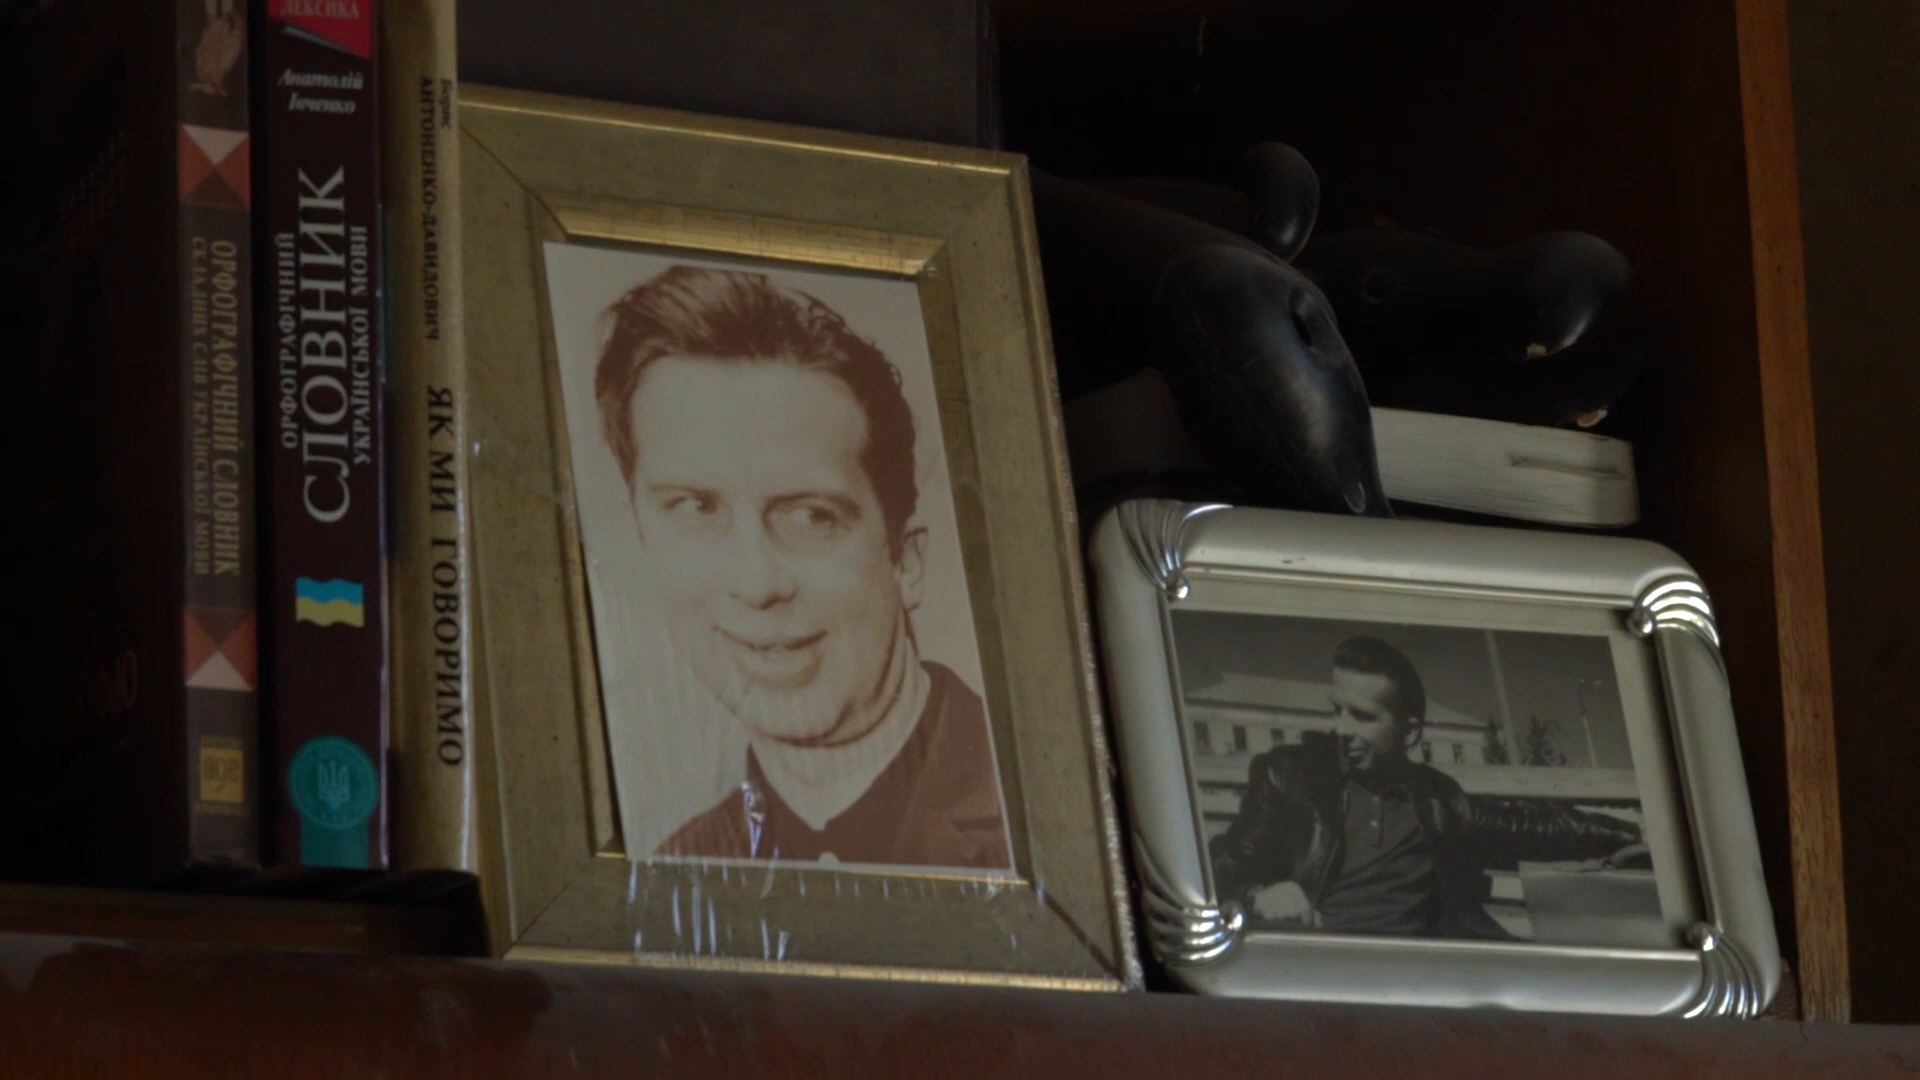 ОРФОГРАФІЧНИЙ СЛОВНИК
СКЛАДНИХ СЛІВ УКРАЇНСЬКОЇ МОВИ
ЛЕКСИКА
Анатолій
Івченко
ОРФОГРАФІЧНИЙ
СЛОВНИК
УКРАЇНСЬКОЇ МОВИ
Борис
АНТОНЕНКО-ДАВИДОВИЧ
ЯК МИ ГОВОРИМО